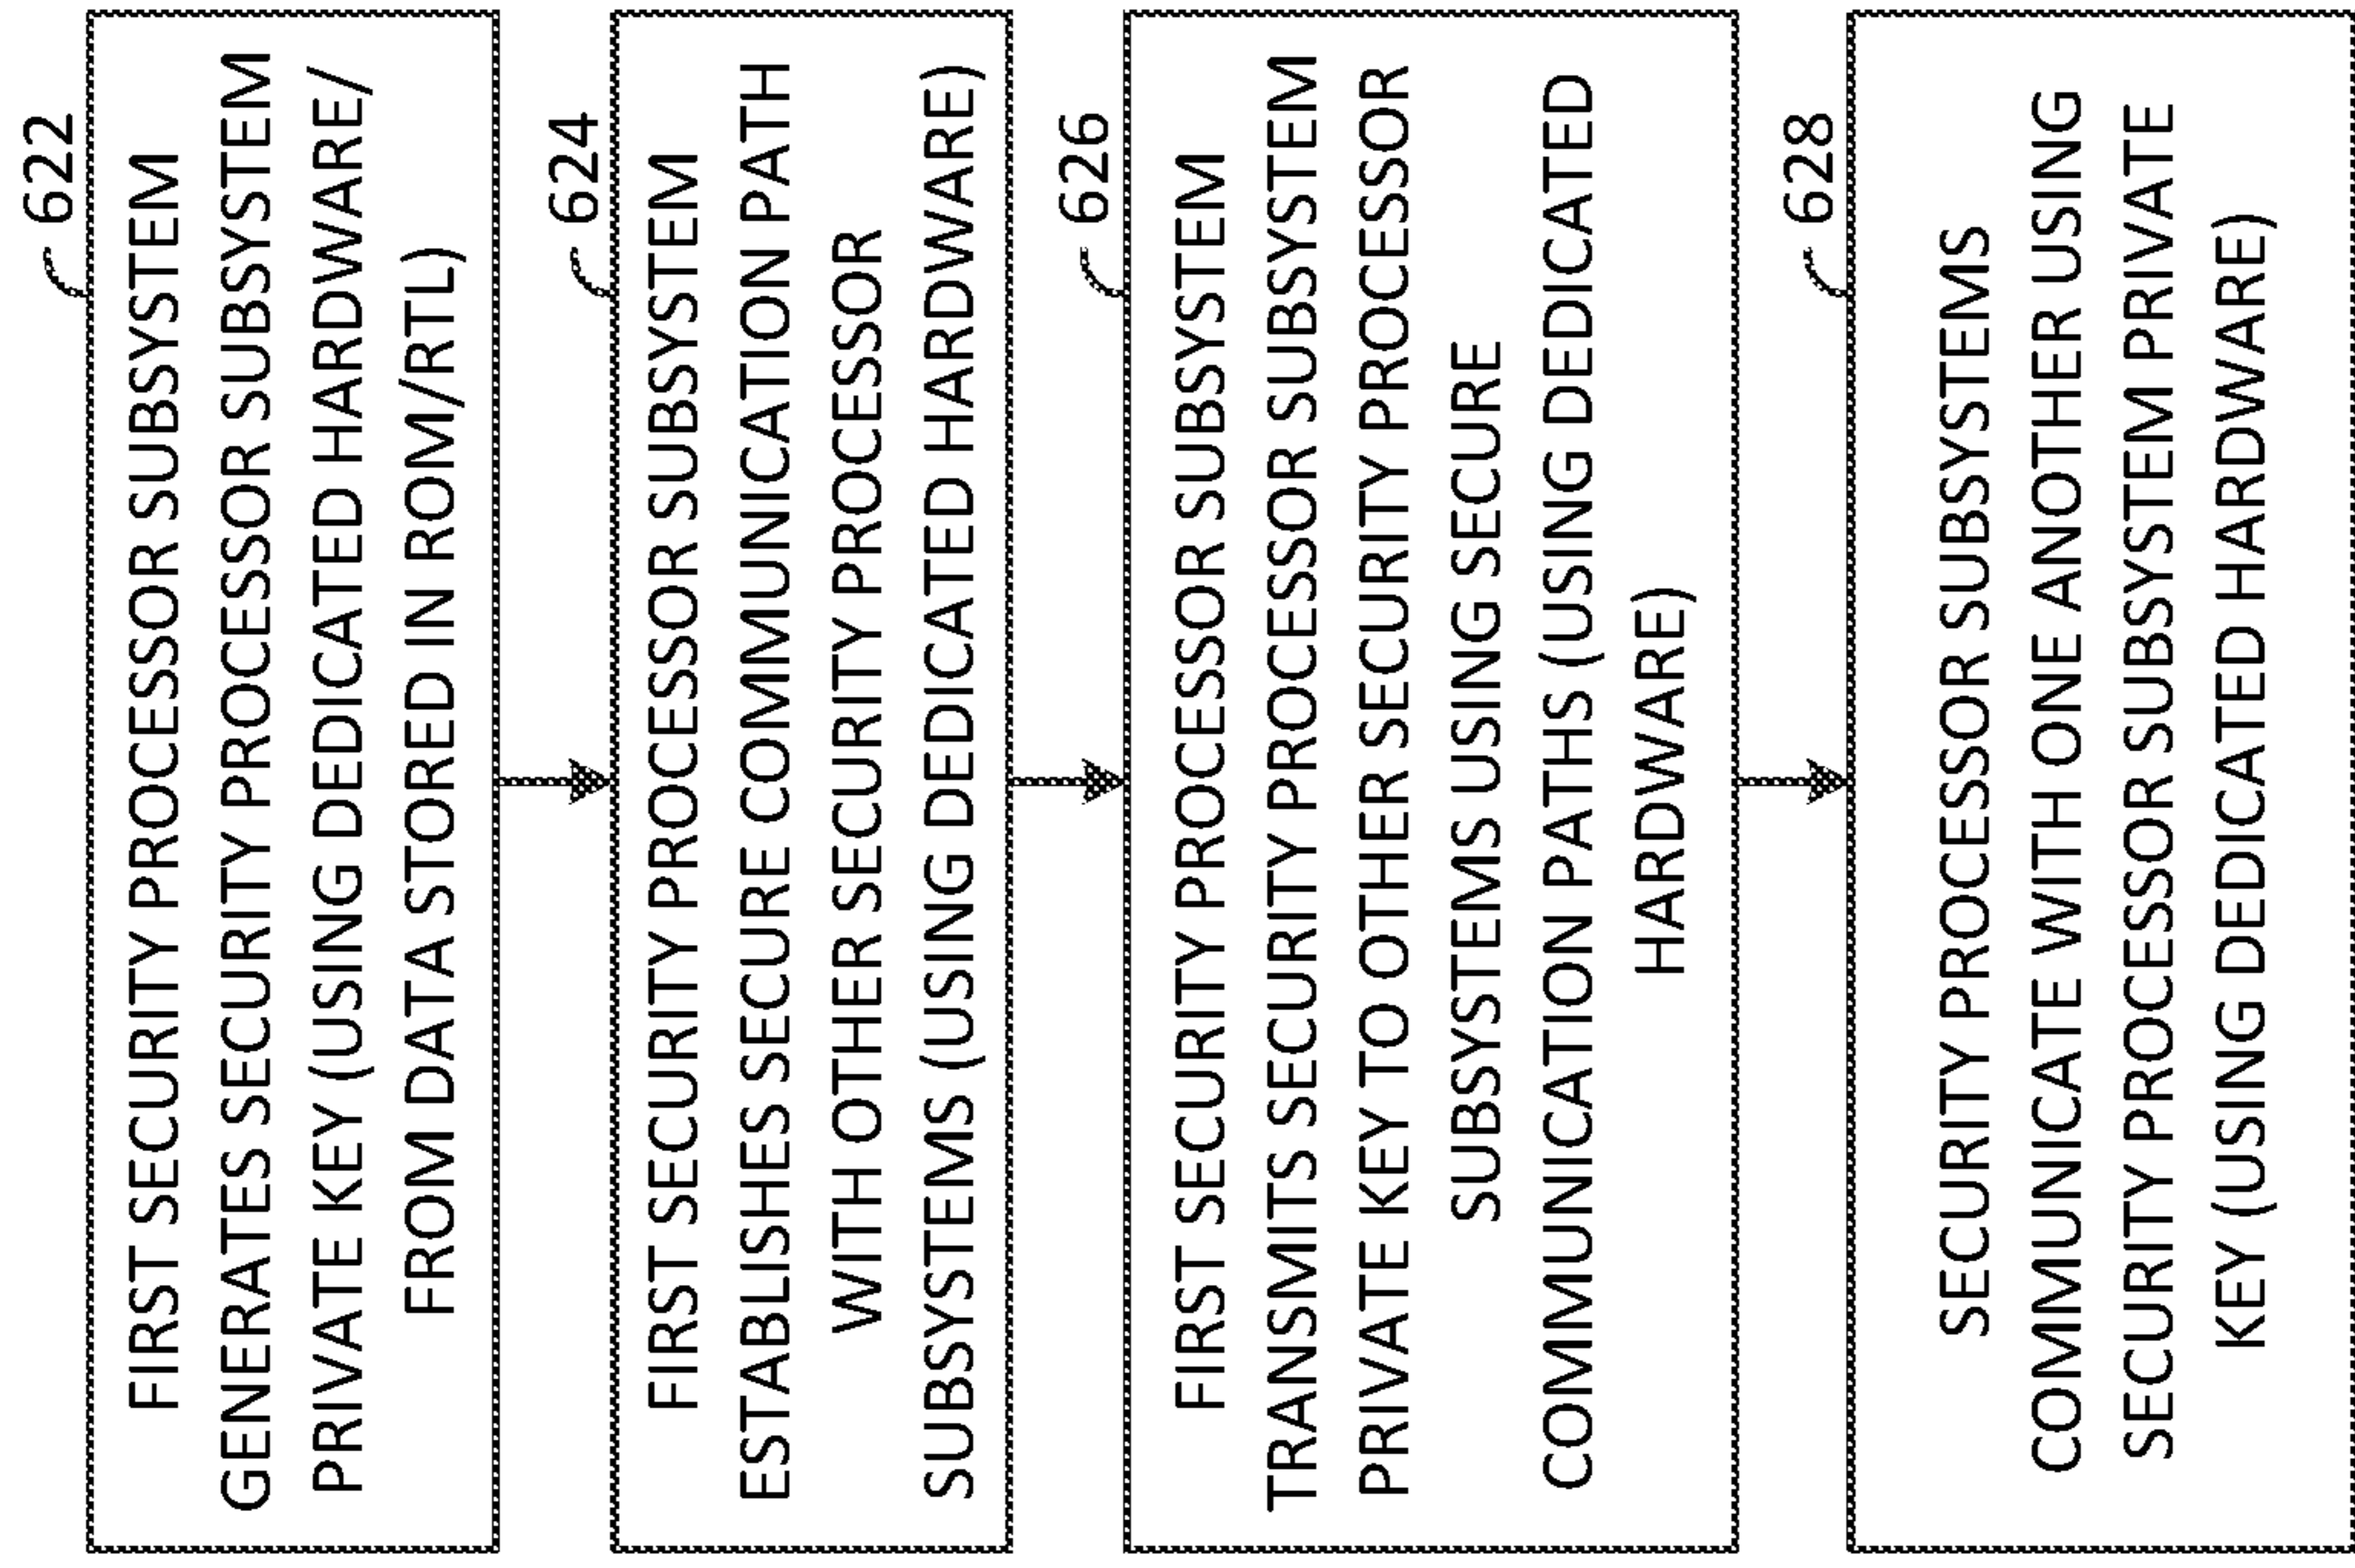 622
FIRST SECURITY PROCESSOR SUBSYSTEM
GENERATES SECURITY PROCESSOR SUBSYSTEM
PRIVATE KEY (USING DEDICATED HARDWARE/
FROM DATA STORED IN ROM/RTL)
624
FIRST SECURITY PROCESSOR SUBSYSTEM
ESTABLISHES SECURE COMMUNICATION PATH
WITH OTHER SECURITY PROCESSOR
SUBSYSTEMS (USING DEDICATED HARDWARE)
626
FIRST SECURITY PROCESSOR SUBSYSTEM
TRANSMITS SECURITY PROCESSOR SUBSYSTEM
PRIVATE KEY TO OTHER SECURITY PROCESSOR
SUBSYSTEMS USING SECURE
COMMUNICATION PATHS (USING DEDICATED
HARDWARE)
628
SECURITY PROCESSOR SUBSYSTEMS
COMMUNICATE WITH ONE ANOTHER USING
SECURITY PROCESSOR SUBSYSTEM PRIVATE
KEY (USING DEDICATED HARDWARE)